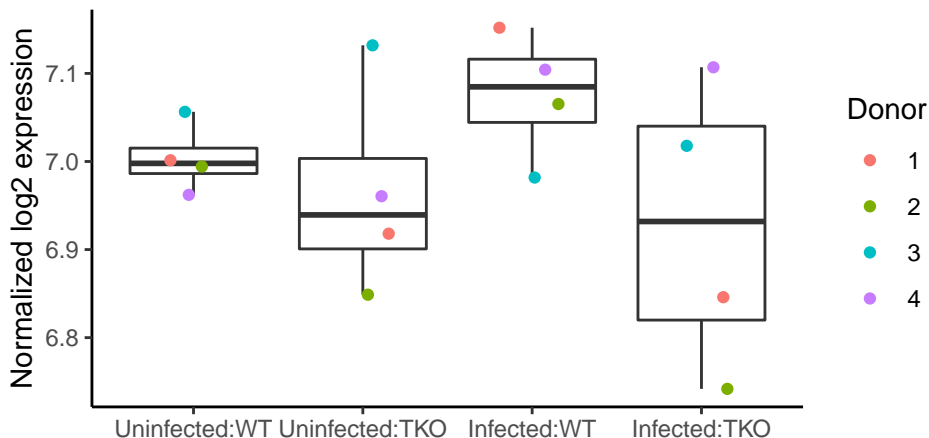 Normalized log2 expression
7.1
7.0
6.9
6.8
Uninfected:WT Uninfected:TKO Infected:WT Infected:TKO
Donor
1
2
3
4